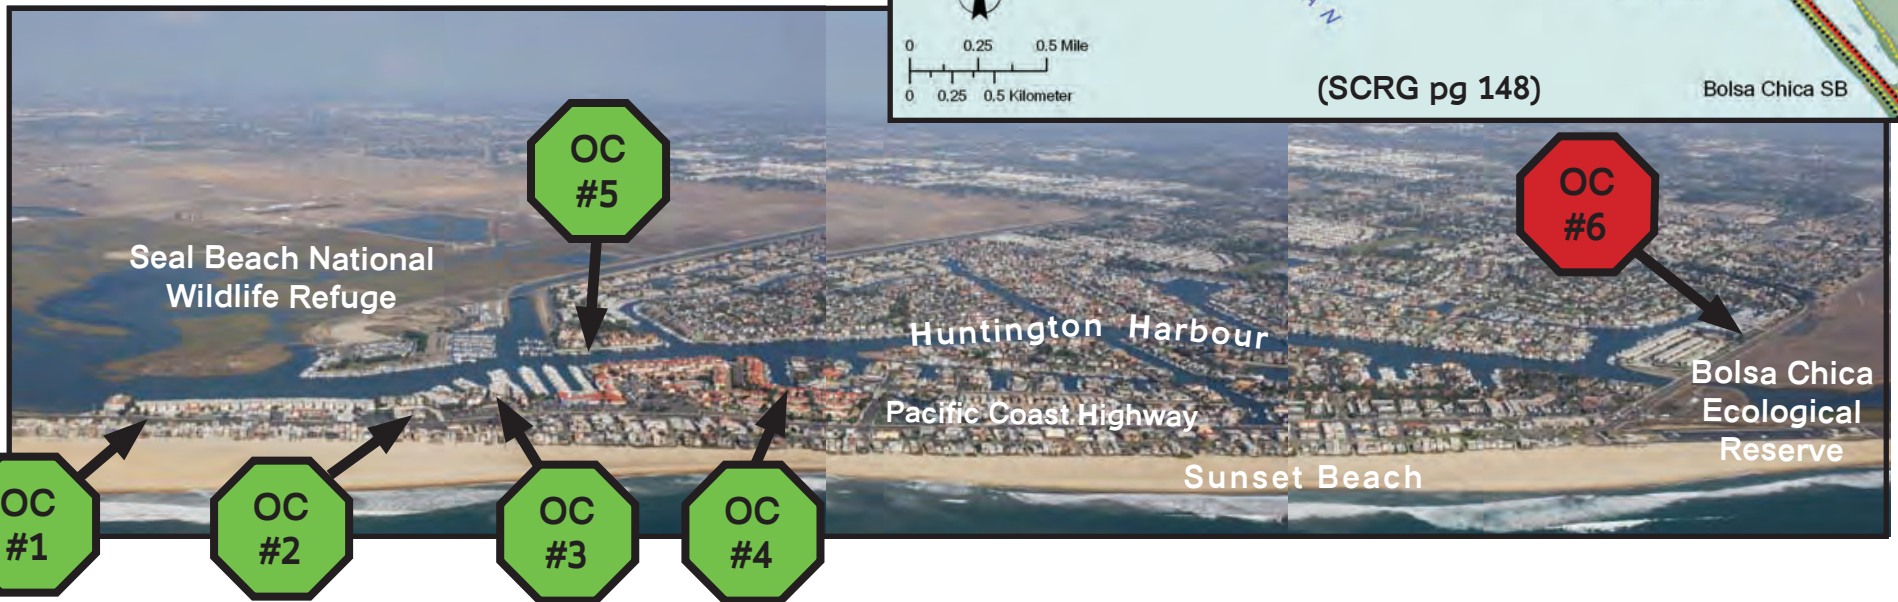 A N
0 0.25 0.5 Mile
0 0.25 0.5 Kilometer
(SCRG pg 148)
Bolsa Chica SB
OC
#5
OC
#6
Seal Beach National
Wildlife Refuge
Huntington Harbour
Bolsa Chica
Ecological
Reserve
Pacific Coast Highway
Sunset Beach
OC
#1
OC
#2
OC
#3
OC
#4